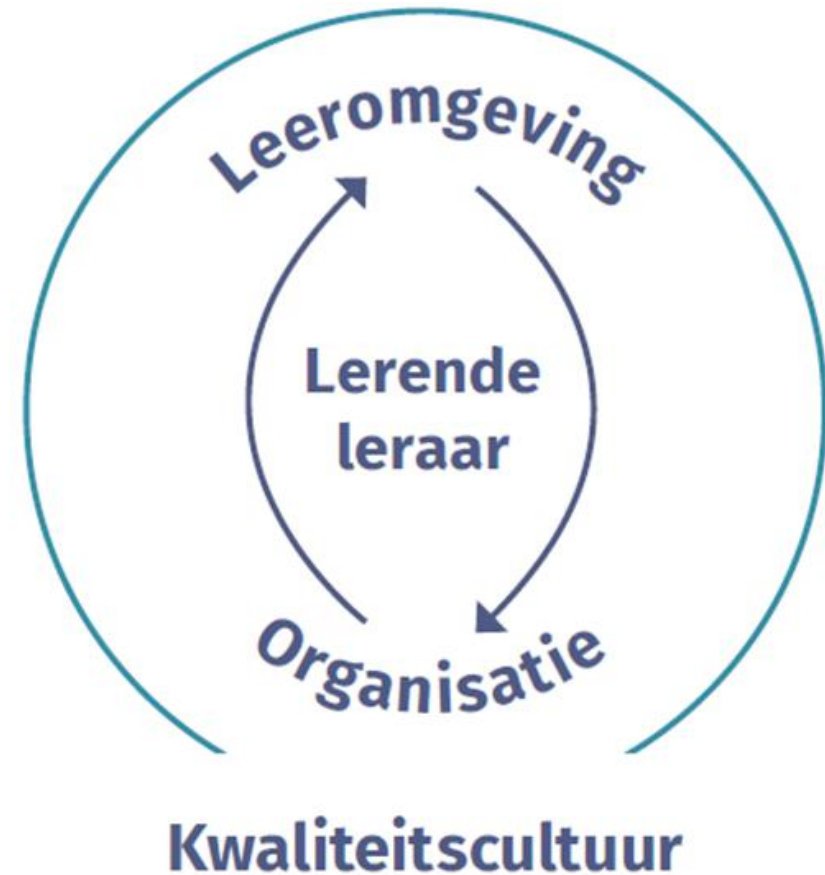 Leeromgeving
Lerende
leraar
Organisatie
Kwaliteitscultuur